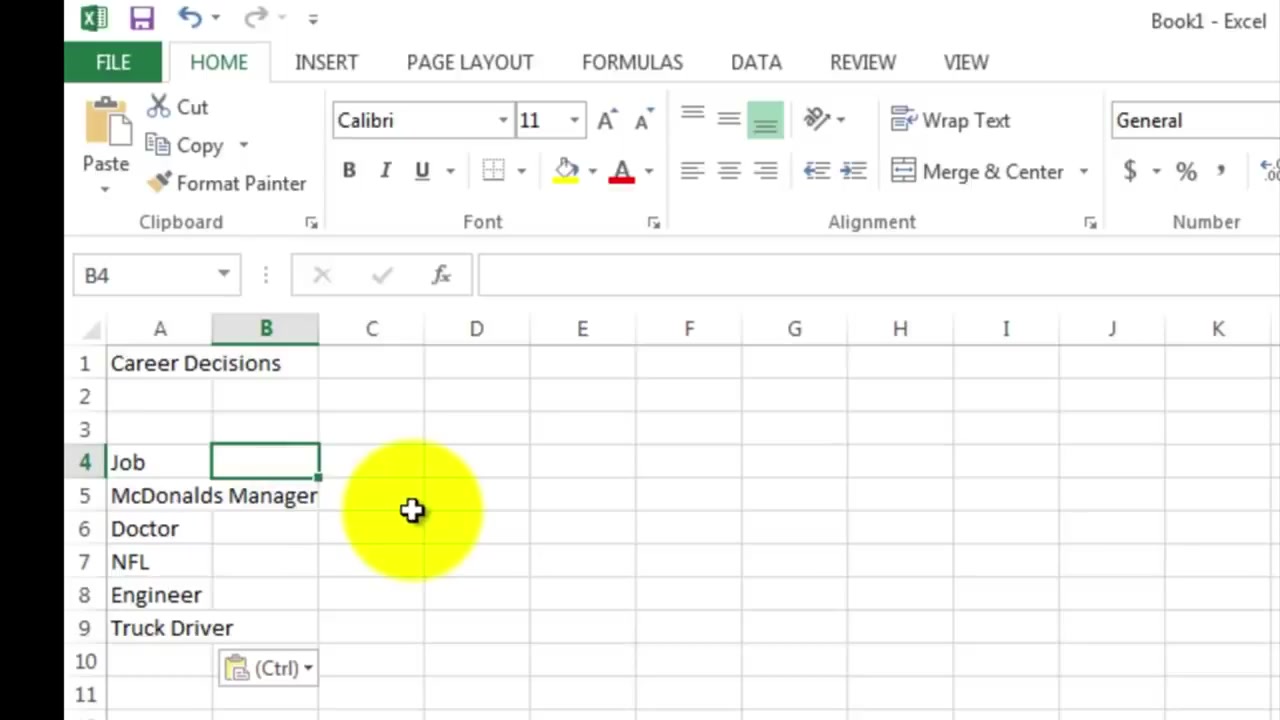 Book1 - Excel
FILE HOME INSERT PAGE LAYOUT FORMULAS DATA REVIEW VIEW
Cut
Copy
Paste
Format Painter
Calibri 11
B I U
Wrap Text
Merge & Center
General
$ % ,
Clipboard Font Alignment Number
B4 fx
A B C D E F G H I J K
1 Career Decisions
2
3
4 Job
5 McDonalds Manager
6 Doctor
7 NFL
8 Engineer
9 Truck Driver
10 (Ctrl)
11